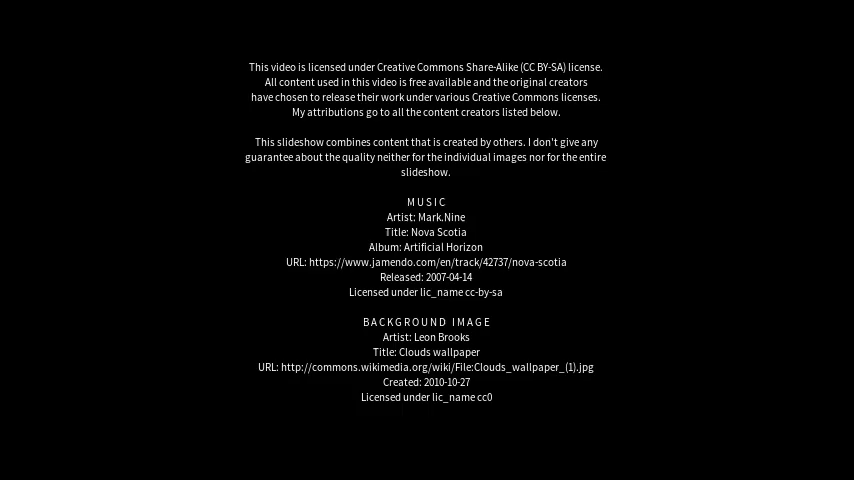 This video is licensed under Creative Commons Share-Alike (CC BY-SA) license.
All content used in this video is free available and the original creators
have chosen to release their work under various Creative Commons licenses.
My attributions go to all the content creators listed below.
This slideshow combines content that is created by others. I don't give any
guarantee about the quality neither for the individual images nor for the entire
slideshow.
MUSIC
Artist: Mark.Nine
Title: Nova Scotia
Album: Artificial Horizon
URL: https://www.jamendo.com/en/track/42737/nova-scotia
Released: 2007-04-14
Licensed under lic_name cc-by-sa
BACKGROUND IMAGE
Artist: Leon Brooks
Title: Clouds wallpaper
URL: http://commons.wikimedia.org/wiki/File:Clouds_wallpaper_(1).jpg
Created: 2010-10-27
Licensed under lic_name cc0